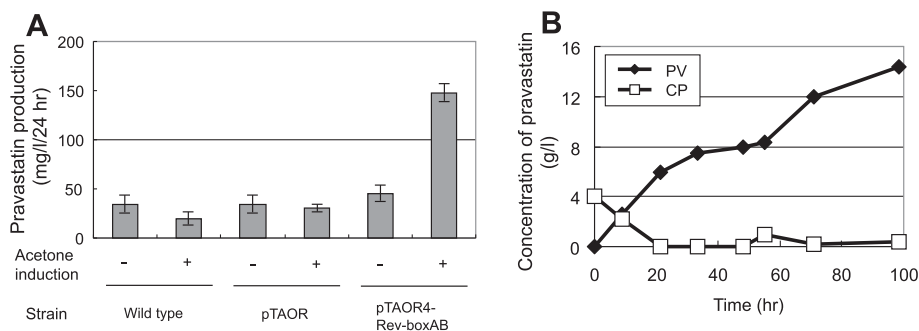 A
Pravastatin production
(mg/l/24 hr)
200
150
100
50
0
Acetone
induction
- + - + - +
Strain
Wild type
pTAOR
pTAOR4-
Rev-boxAB
B
Concentration of pravastatin
(g/l)
16
12
8
4
0
PV
CP
0 20 40 60 80 100
Time (hr)